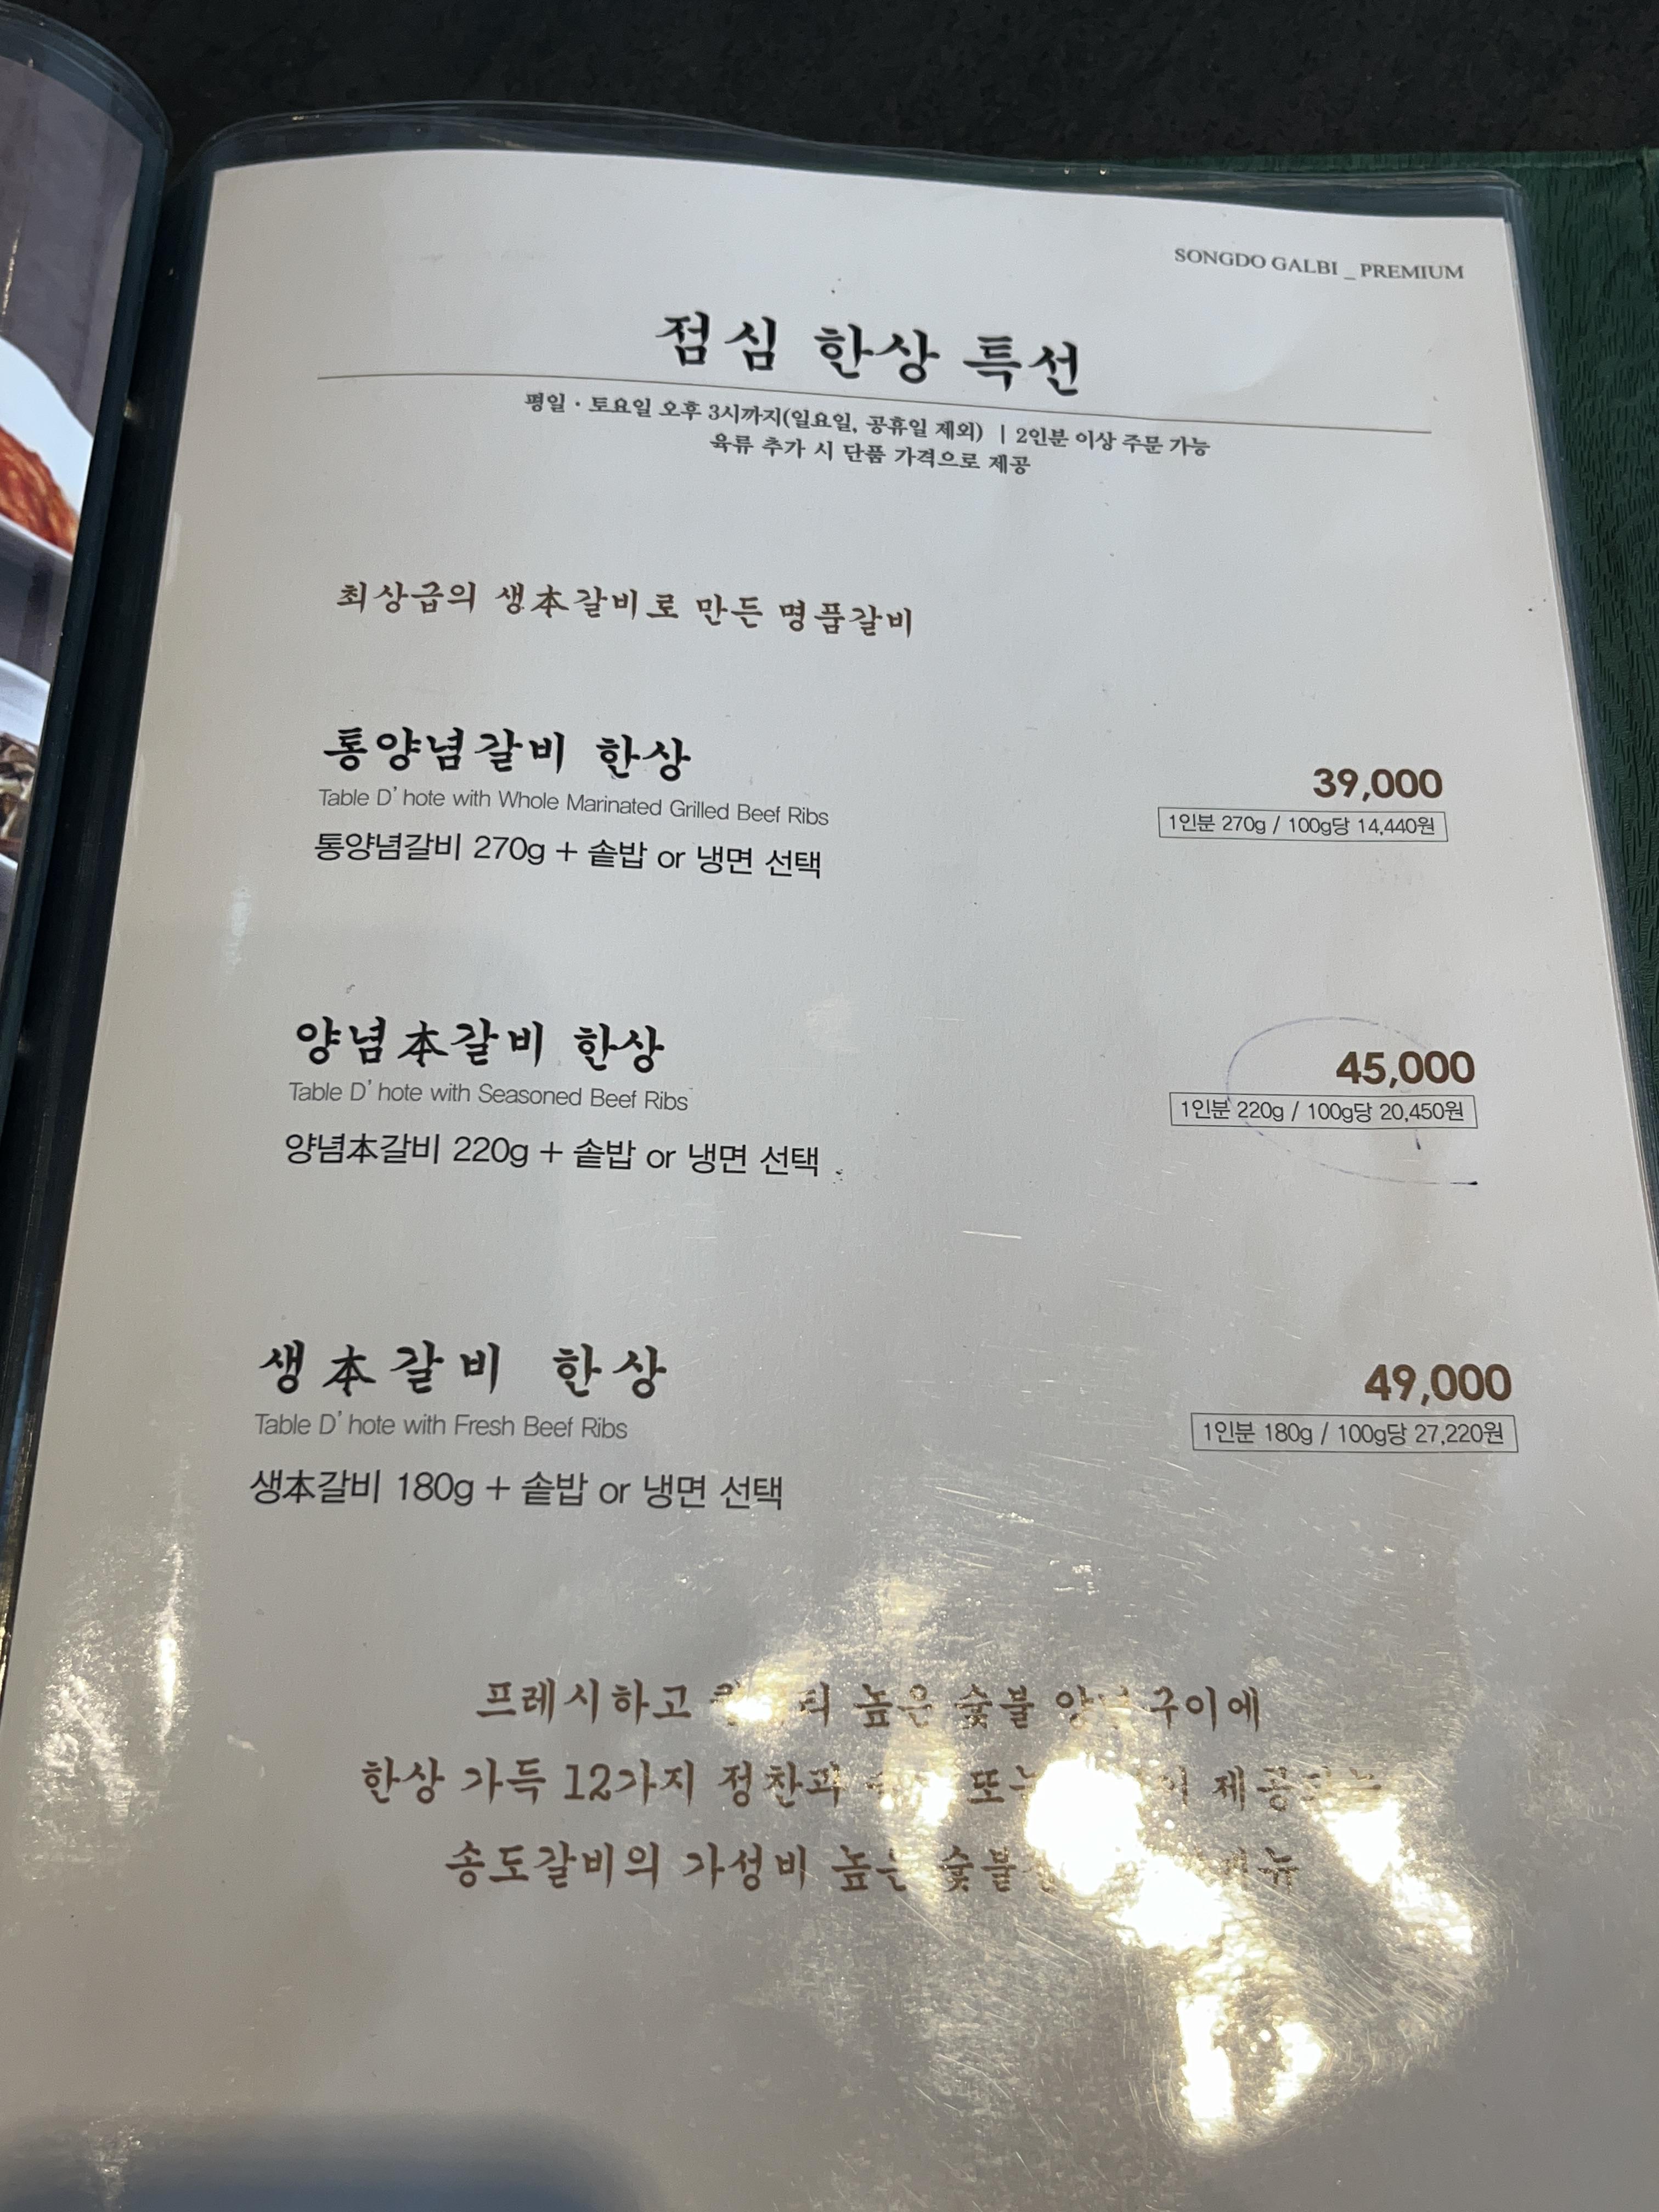 SONGDO GALBI _ PREMIUM
점심 한상 특선
평일 · 토요일 오후 3시까지(일요일, 공휴일 제외) | 2인분 이상 주문 가능
육류 추가 시 단품 가격으로 제공
최상급의 생本갈비로 만든 명품갈비
통양념갈비 한상
39,000
Table D' hote with Whole Marinated Grilled Beef Ribs
1인분 270g / 100g당 14,440원
통양념갈비 270g + 솥밥 or 냉면 선택
양념本갈비 한상
45,000
Table D' hote with Seasoned Beef Ribs
1인분 220g / 100g당 20,450원
양념本갈비 220g + 솥밥 or 냉면 선택
생本갈비 한상
49,000
Table D' hote with Fresh Beef Ribs
1인분 180g / 100g당 27,220원
생本갈비 180g + 솥밥 or 냉면 선택
프레시하고 높은 숯불
한상 가득 12가지 정찬과 또는
송도갈비의 가성비 높은 숯불